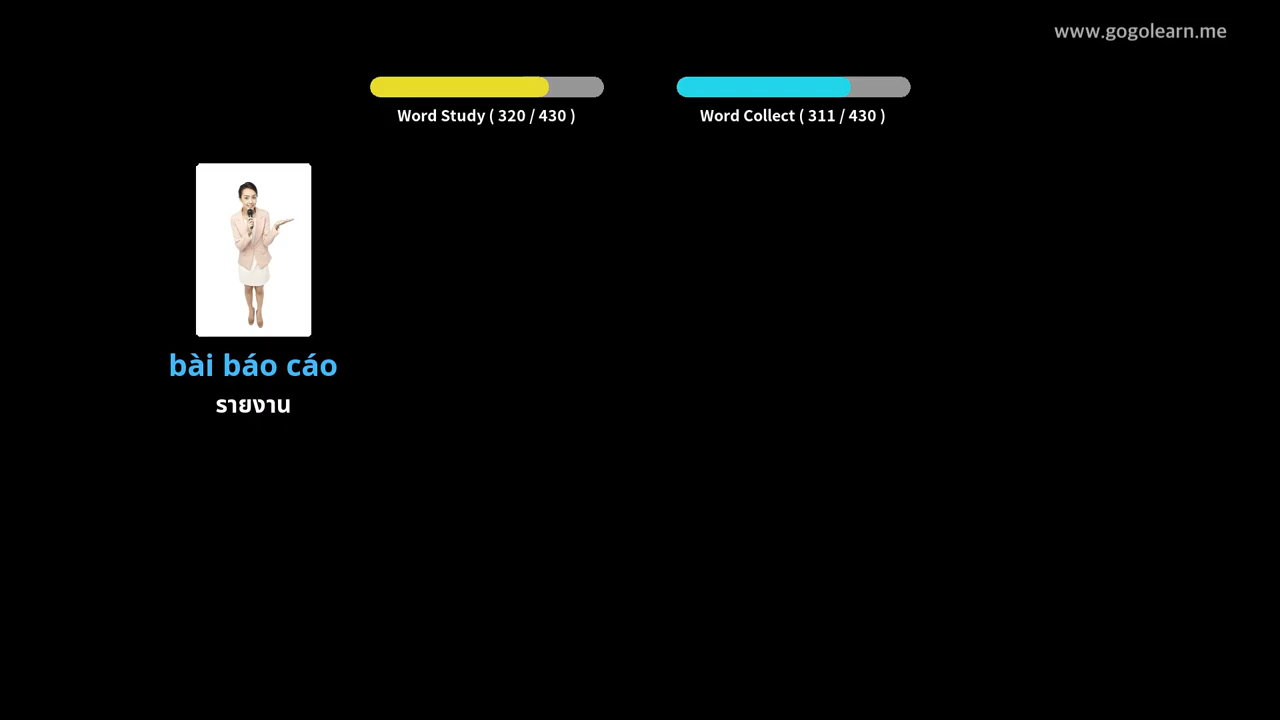 www.gogolearn.me
Word Study ( 320 / 430 )
Word Collect ( 311 / 430 )
bài báo cáo
รายงาน